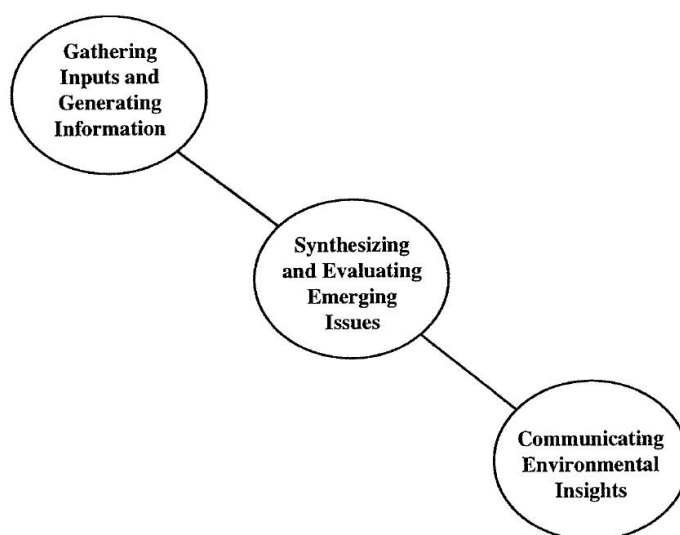 Gathering
Inputs and
Generating
Information
Synthesizing
and Evaluating
Emerging
Issues
Communicating
Environmental
Insights